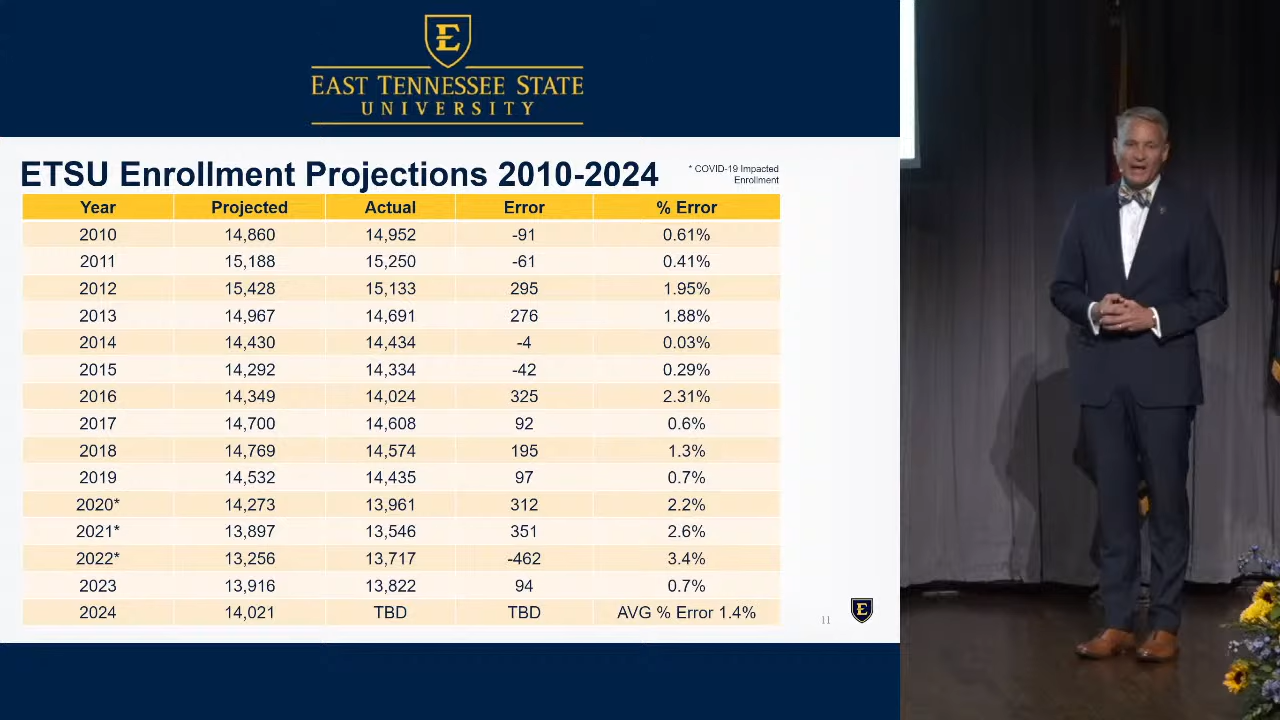 E
EAST TENNESSEE STATE
UNIVERSITY
ETSU Enrollment Projections 2010-2024
* COVID-19 Impacted
Enrollment
Year Projected Actual Error % Error
2010 14,860 14,952 -91 0.61%
2011 15,188 15,250 -61 0.41%
2012 15,428 15,133 295 1.95%
2013 14,967 14,691 276 1.88%
2014 14,430 14,434 -4 0.03%
2015 14,292 14,334 -42 0.29%
2016 14,349 14,024 325 2.31%
2017 14,700 14,608 92 0.6%
2018 14,769 14,574 195 1.3%
2019 14,532 14,435 97 0.7%
2020* 14,273 13,961 312 2.2%
2021* 13,897 13,546 351 2.6%
2022* 13,256 13,717 -462 3.4%
2023 13,916 13,822 94 0.7%
2024 14,021 TBD TBD AVG % Error 1.4%
11
E